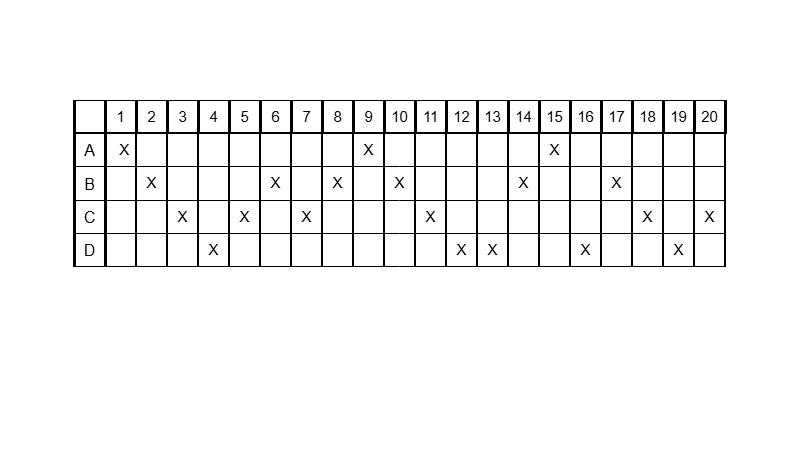 1 2 3 4 5 6 7 8 9 10 11 12 13 14 15 16 17 18 19 20
A X X X
B X X X X X X
C X X X X X X
D X X X X X